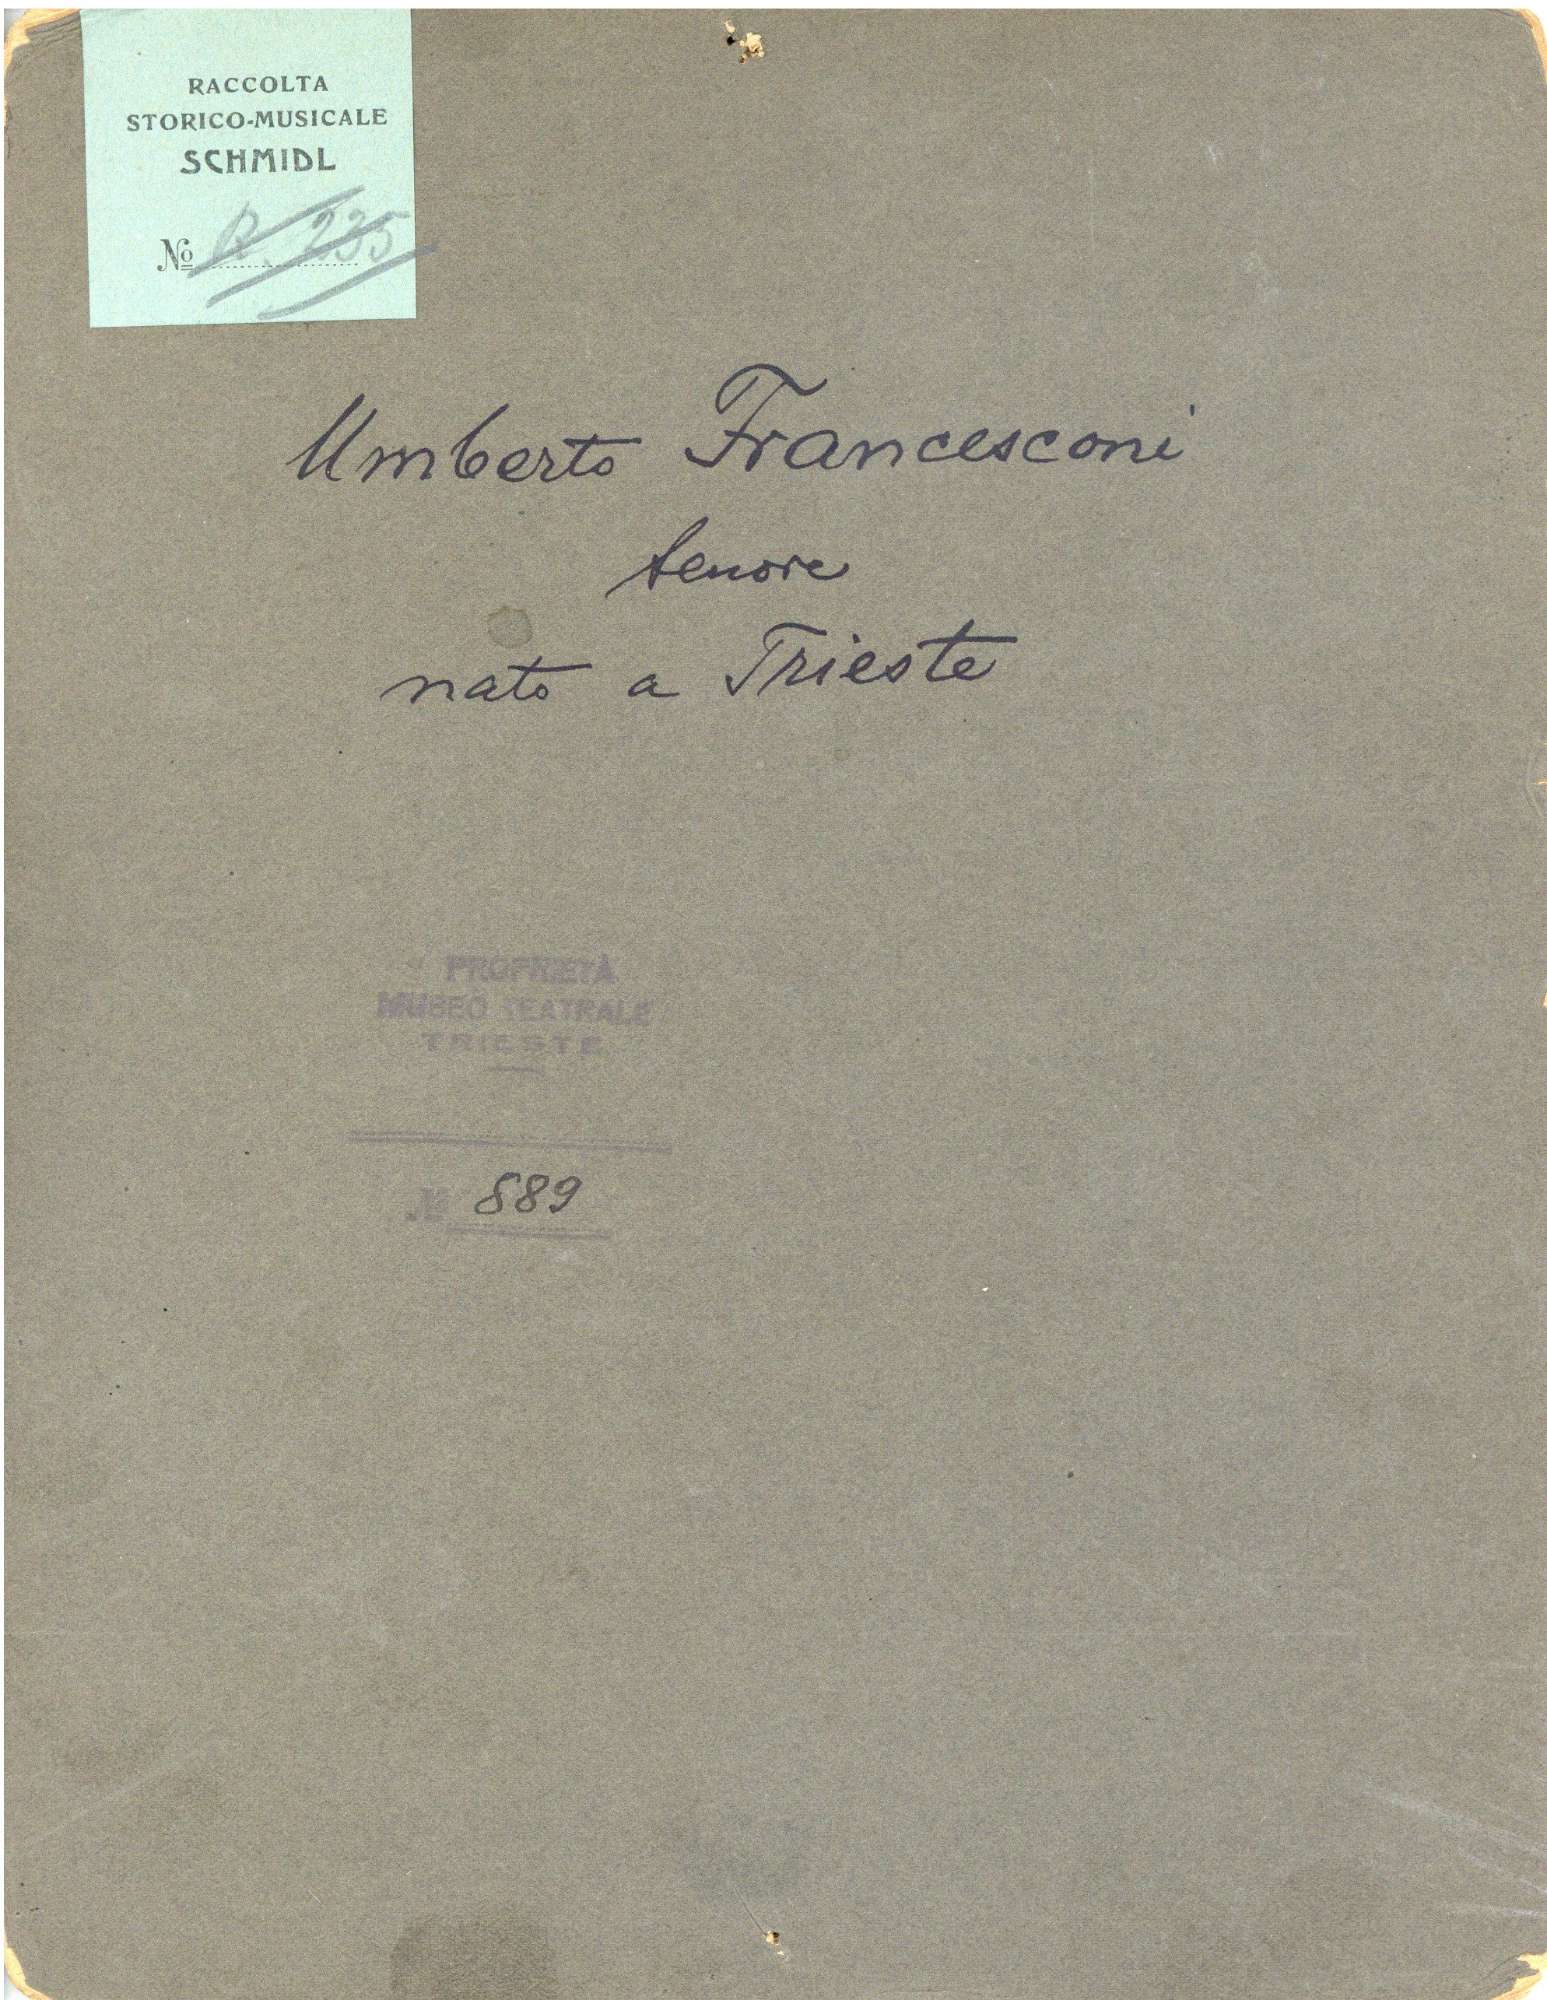 RACCOLTA
STORICO-MUSICALE
SCHMIDL
Nº R. 235
Umberto Francesconi
tenore
nato a Trieste
PROPRIETÀ
MUSEO TEATRALE
TRIESTE
Nº 889